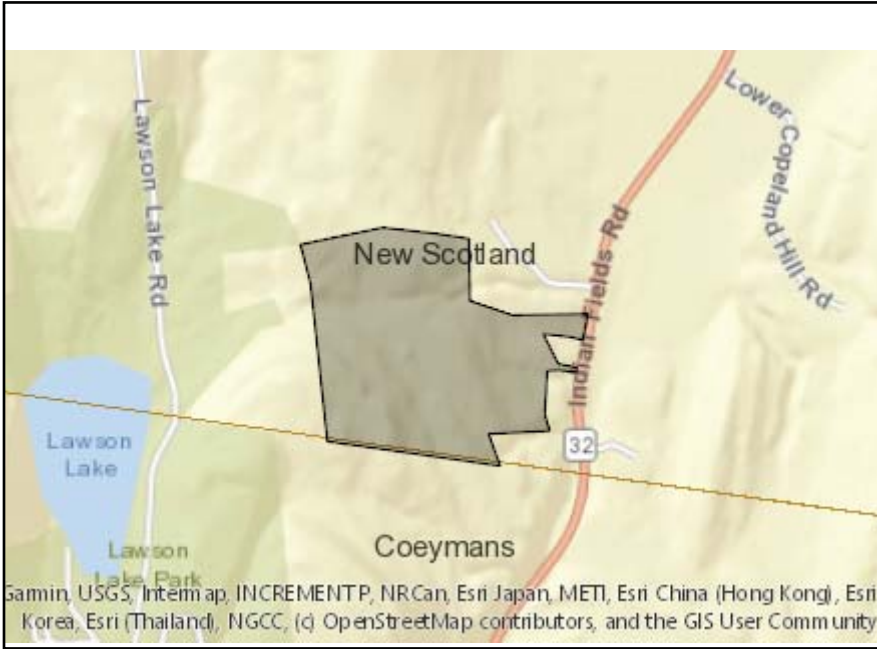 Lawson Lake Rd
Lower Copeland Hill Rd
New Scotland
Indian Fields Rd
32
Lawson
Lake
Coeymans
Lawson
Lake Park
Garmin, USGS, Intermap, INCREMENT P, NRCan, Esri Japan, METI, Esri China (Hong Kong), Esri
Korea, Esri (Thailand), NGCC, (c) OpenStreetMap contributors, and the GIS User Community